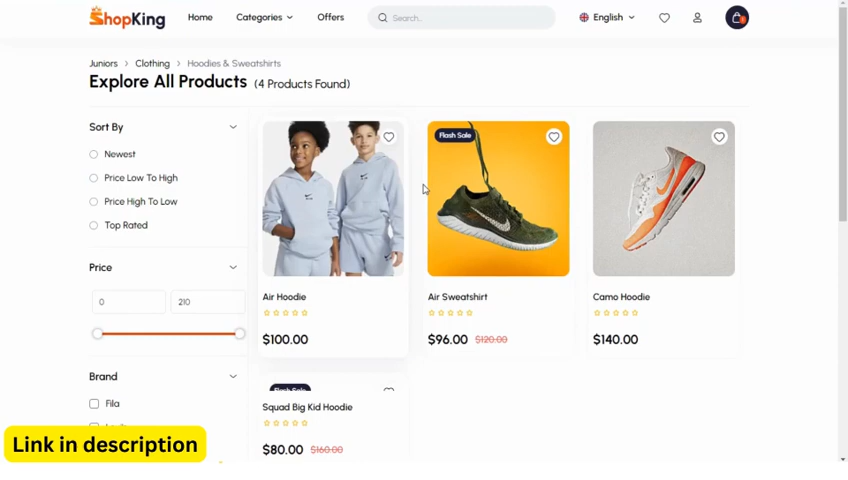 ShopKing Home Categories Offers Search... English
Juniors > Clothing > Hoodies & Sweatshirts
Explore All Products (4 Products Found)
Sort By
Newest
Price Low To High
Price High To Low
Top Rated
Price
0 210
Brand
Fila
Air Hoodie
$100.00
Flash Sale
Air Sweatshirt
$96.00 $120.00
Camo Hoodie
$140.00
Flash Sale
Squad Big Kid Hoodie
$80.00 $160.00
Link in description